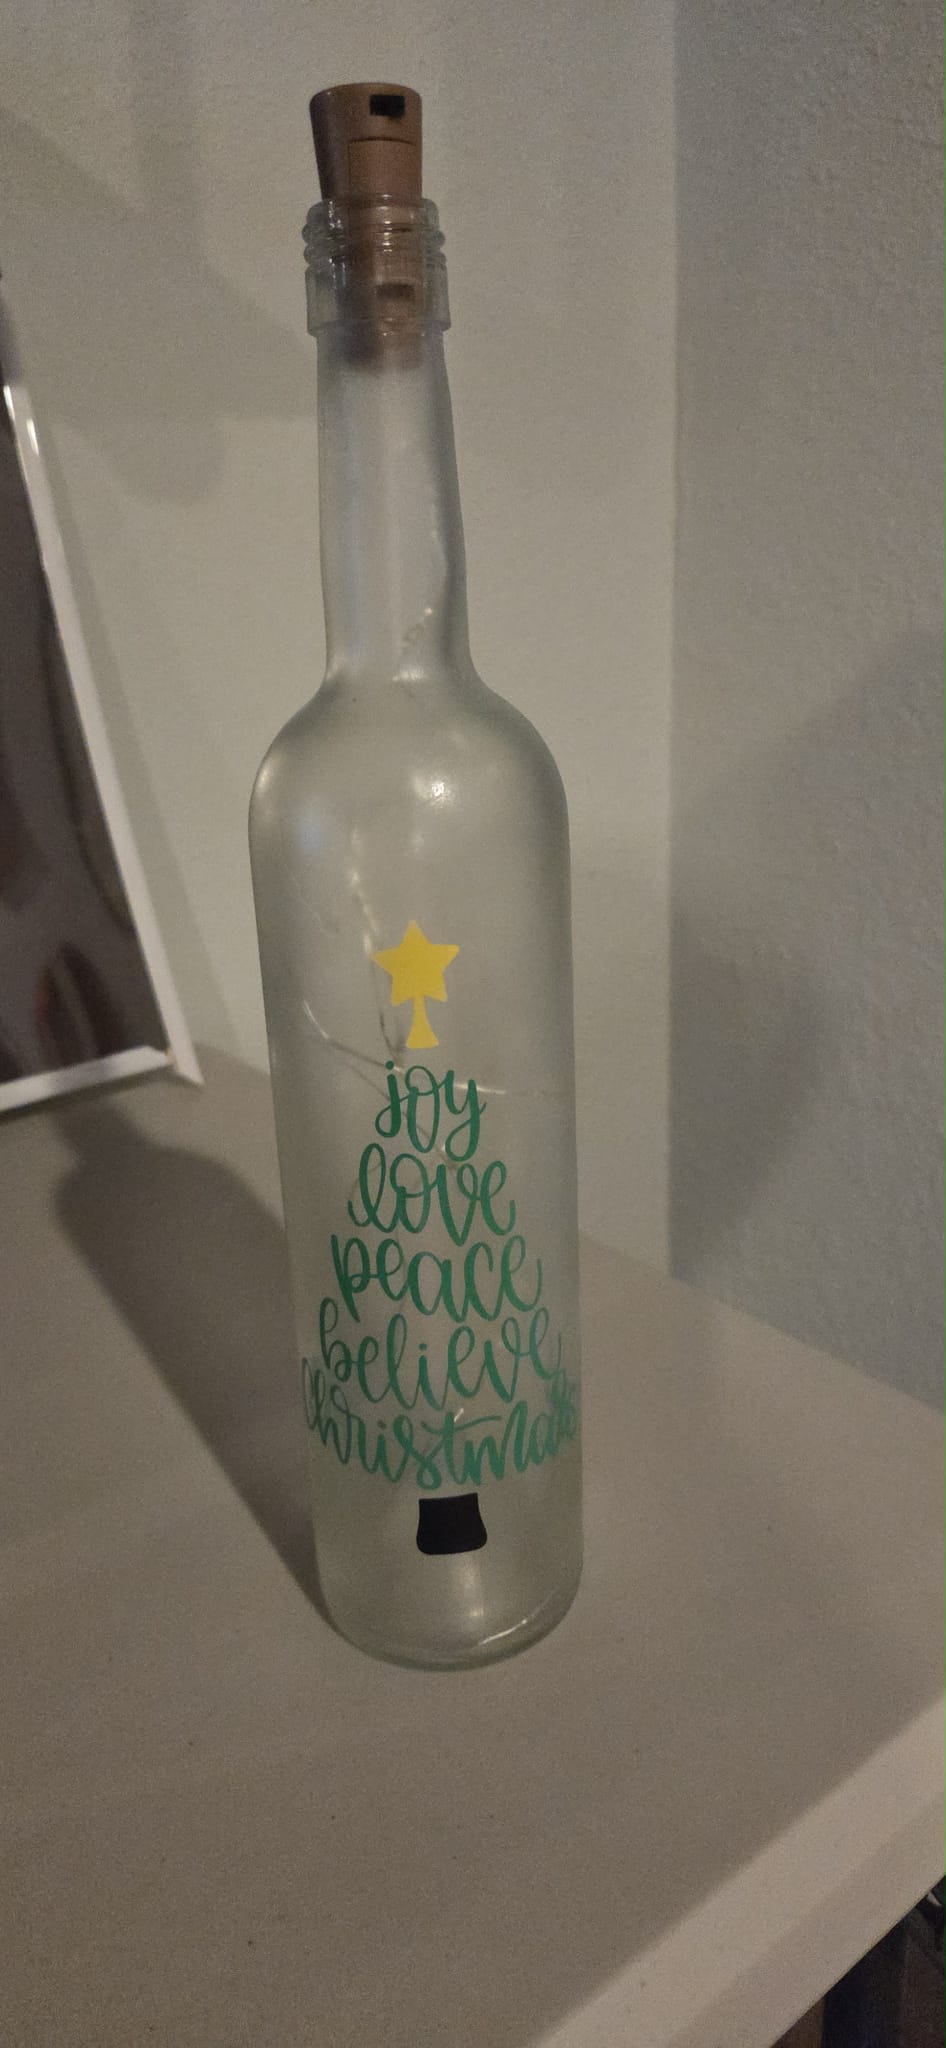 joy
love
peace
believe
christmas